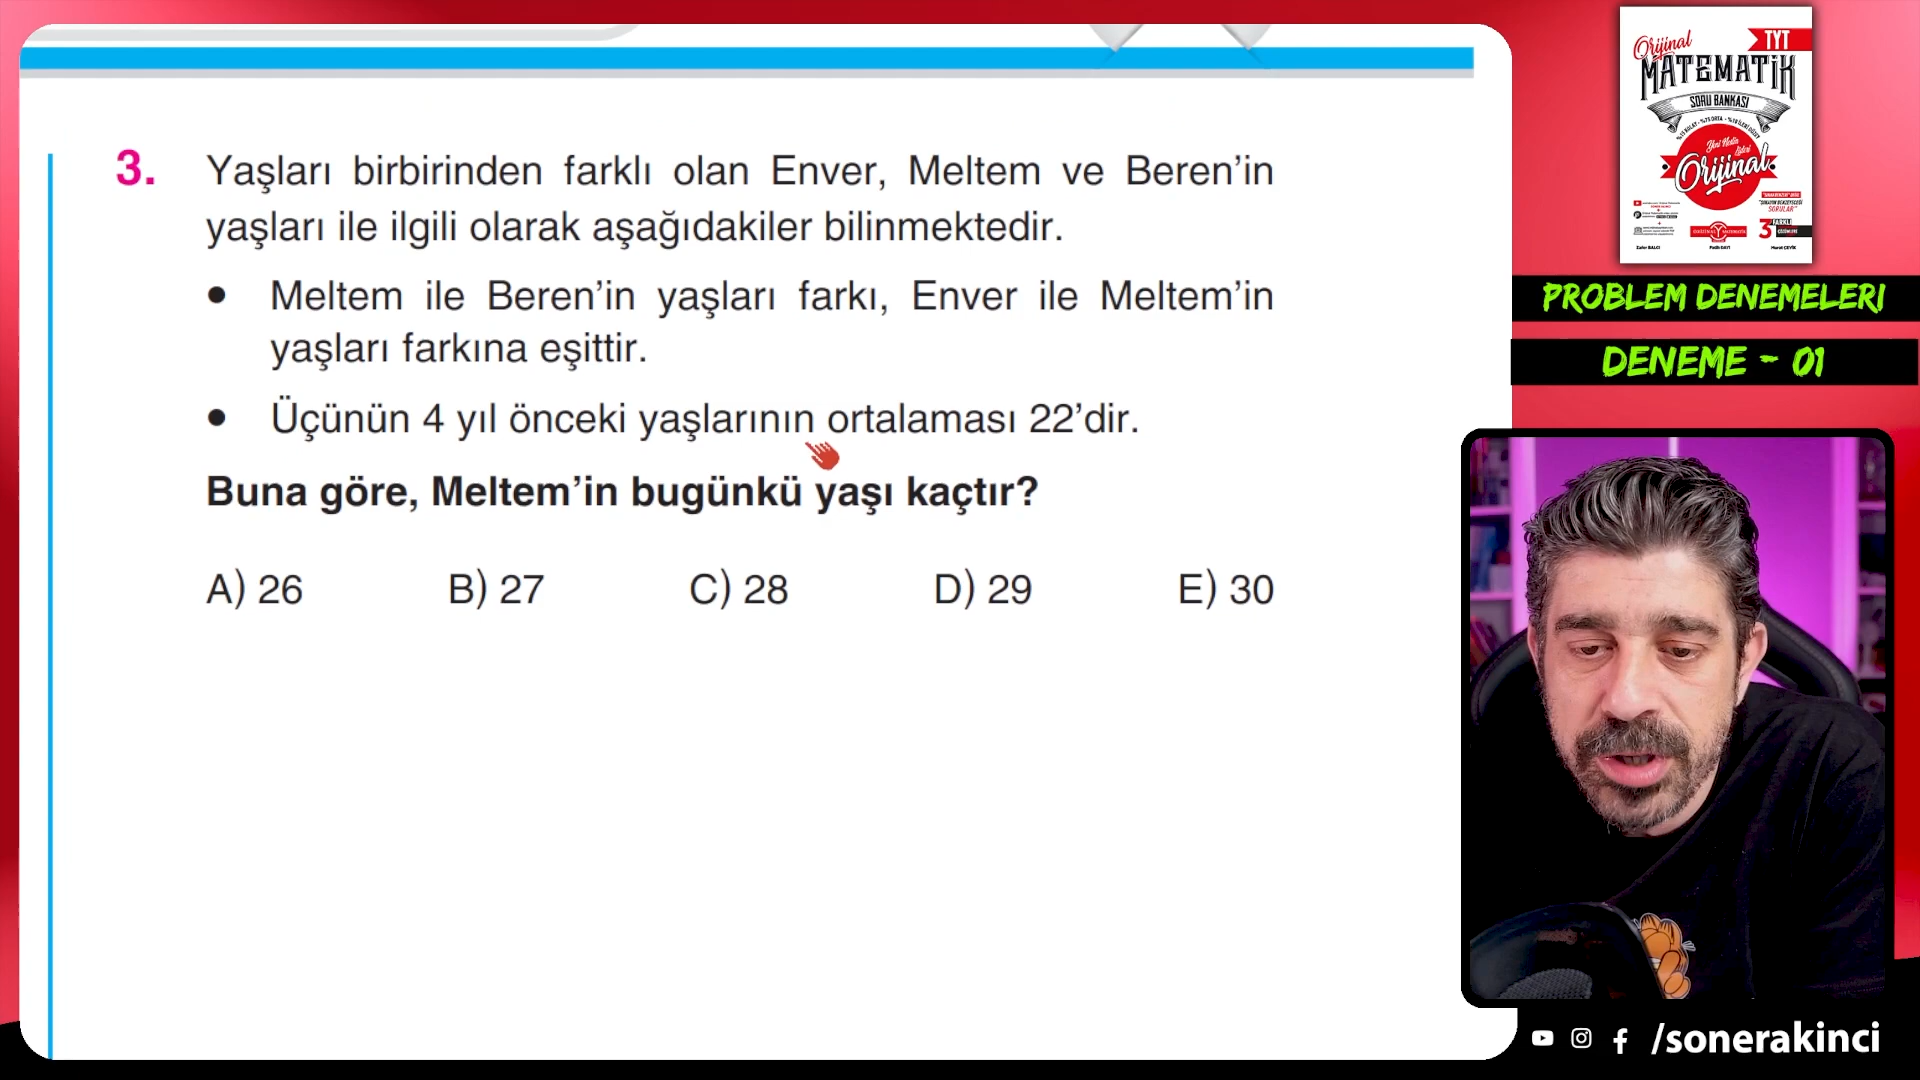 3. Yaşları birbirinden farklı olan Enver, Meltem ve Beren’in
yaşları ile ilgili olarak aşağıdakiler bilinmektedir.
• Meltem ile Beren’in yaşları farkı, Enver ile Meltem’in
yaşları farkına eşittir.
• Üçünün 4 yıl önceki yaşlarının ortalaması 22’dir.
Buna göre, Meltem’in bugünkü yaşı kaçtır?
A) 26 B) 27 C) 28 D) 29 E) 30
TYT
Orijinal
MATEMATİK
SORU BANKASI
Orijinal
3
PROBLEM DENEMELERI
DENEME - 01
/sonerakinci